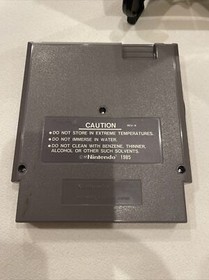 CAUTION
●DO NOT STORE IN EXTREME TEMPERATURES.
●DO NOT IMMERSE IN WATER.
●DO NOT CLEAN WITH BENZENE, THINNER,
ALCOHOL OR OTHER SUCH SOLVENTS.
©Nintendo 1985